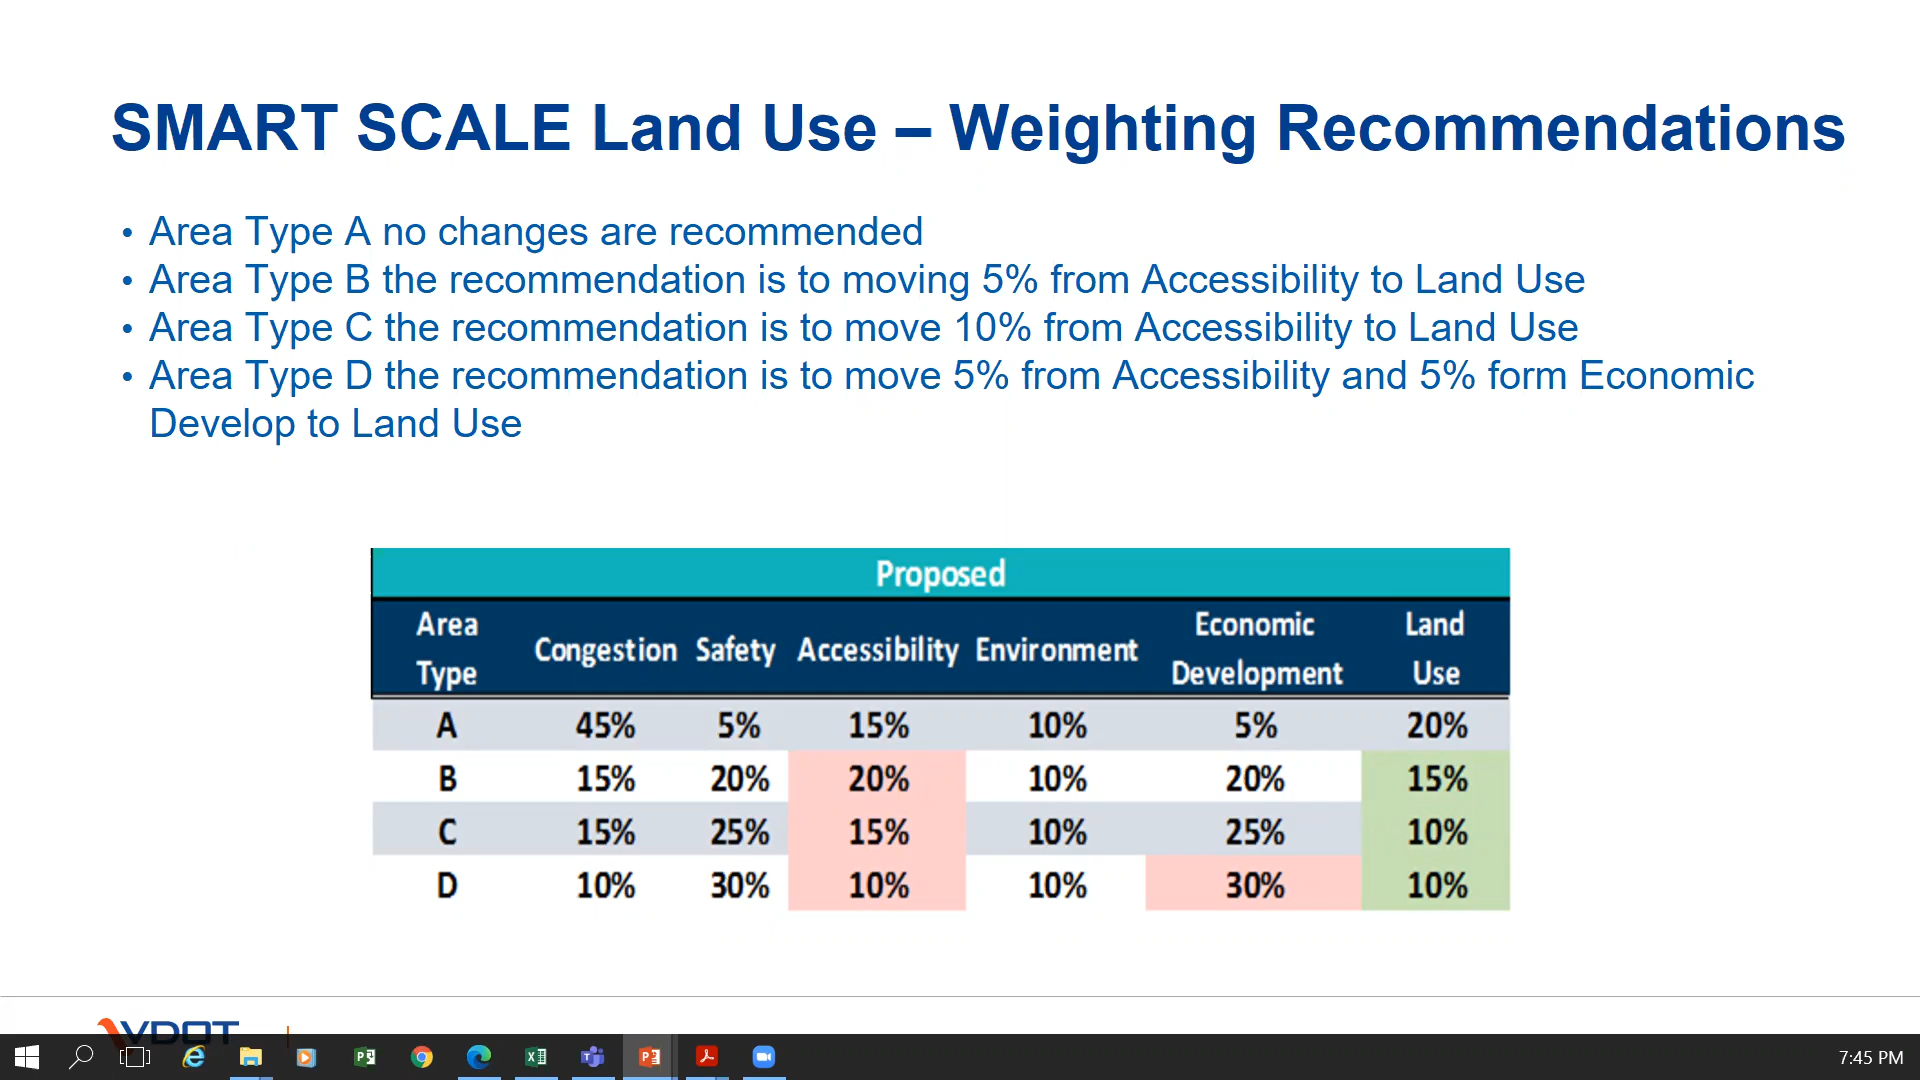 SMART SCALE Land Use – Weighting Recommendations
• Area Type A no changes are recommended
• Area Type B the recommendation is to moving 5% from Accessibility to Land Use
• Area Type C the recommendation is to move 10% from Accessibility to Land Use
• Area Type D the recommendation is to move 5% from Accessibility and 5% form Economic
Develop to Land Use
Proposed
Area Type Congestion Safety Accessibility Environment Economic Development Land Use
A 45% 5% 15% 10% 5% 20%
B 15% 20% 20% 10% 20% 15%
C 15% 25% 15% 10% 25% 10%
D 10% 30% 10% 10% 30% 10%
VDOT
7:45 PM